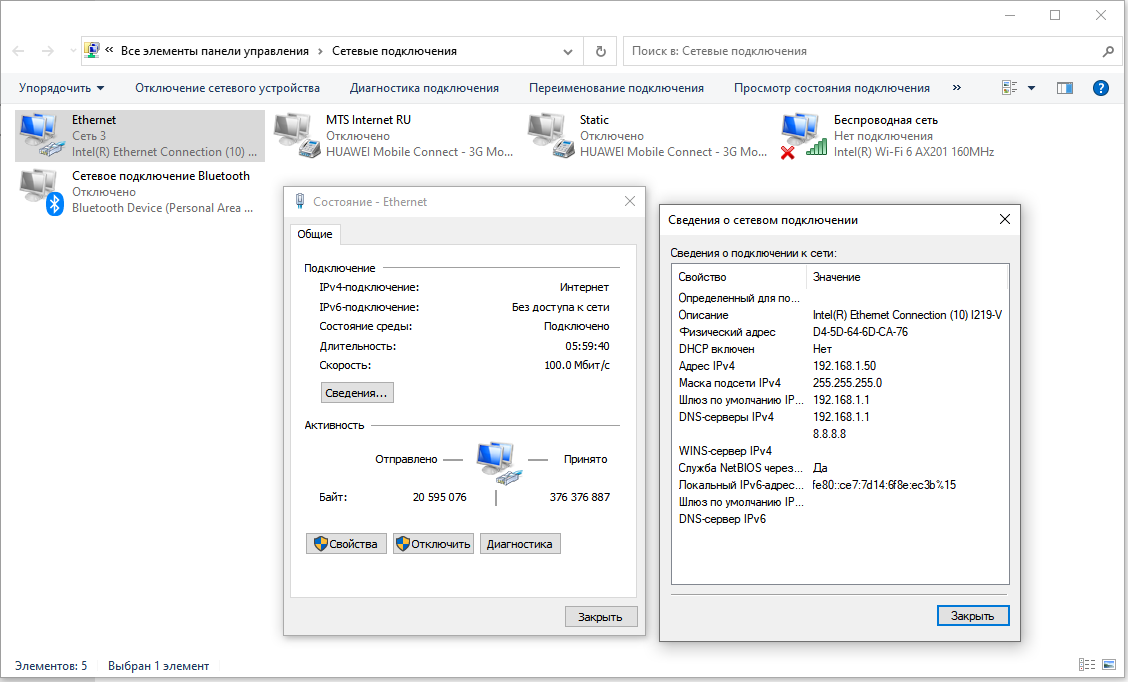 « Все элементы панели управления › Сетевые подключения
Поиск в: Сетевые подключения
Упорядочить Отключение сетевого устройства Диагностика подключения Переименование подключения Просмотр состояния подключения »
Ethernet
Сеть 3
Intel(R) Ethernet Connection (10) ...
MTS Internet RU
Отключено
HUAWEI Mobile Connect - 3G Mo...
Static
Отключено
HUAWEI Mobile Connect - 3G Mo...
Беспроводная сеть
Нет подключения
Intel(R) Wi-Fi 6 AX201 160MHz
Сетевое подключение Bluetooth
Отключено
Bluetooth Device (Personal Area ...
Состояние - Ethernet
Общие
Подключение
IPv4-подключение: Интернет
IPv6-подключение: Без доступа к сети
Состояние среды: Подключено
Длительность: 05:59:40
Скорость: 100.0 Мбит/с
Сведения...
Активность
Отправлено Принято
Байт: 20 595 076 376 376 887
Свойства Отключить Диагностика
Закрыть
Сведения о сетевом подключении
Сведения о подключении к сети:
Свойство Значение
Определенный для по...
Описание Intel(R) Ethernet Connection (10) I219-V
Физический адрес D4-5D-64-6D-CA-76
DHCP включен Нет
Адрес IPv4 192.168.1.50
Маска подсети IPv4 255.255.255.0
Шлюз по умолчанию IP... 192.168.1.1
DNS-серверы IPv4 192.168.1.1
8.8.8.8
WINS-сервер IPv4
Служба NetBIOS через... Да
Локальный IPv6-адрес... fe80::ce7:7d14:6f8e:ec3b%15
Шлюз по умолчанию IP...
DNS-сервер IPv6
Закрыть
Элементов: 5 Выбран 1 элемент